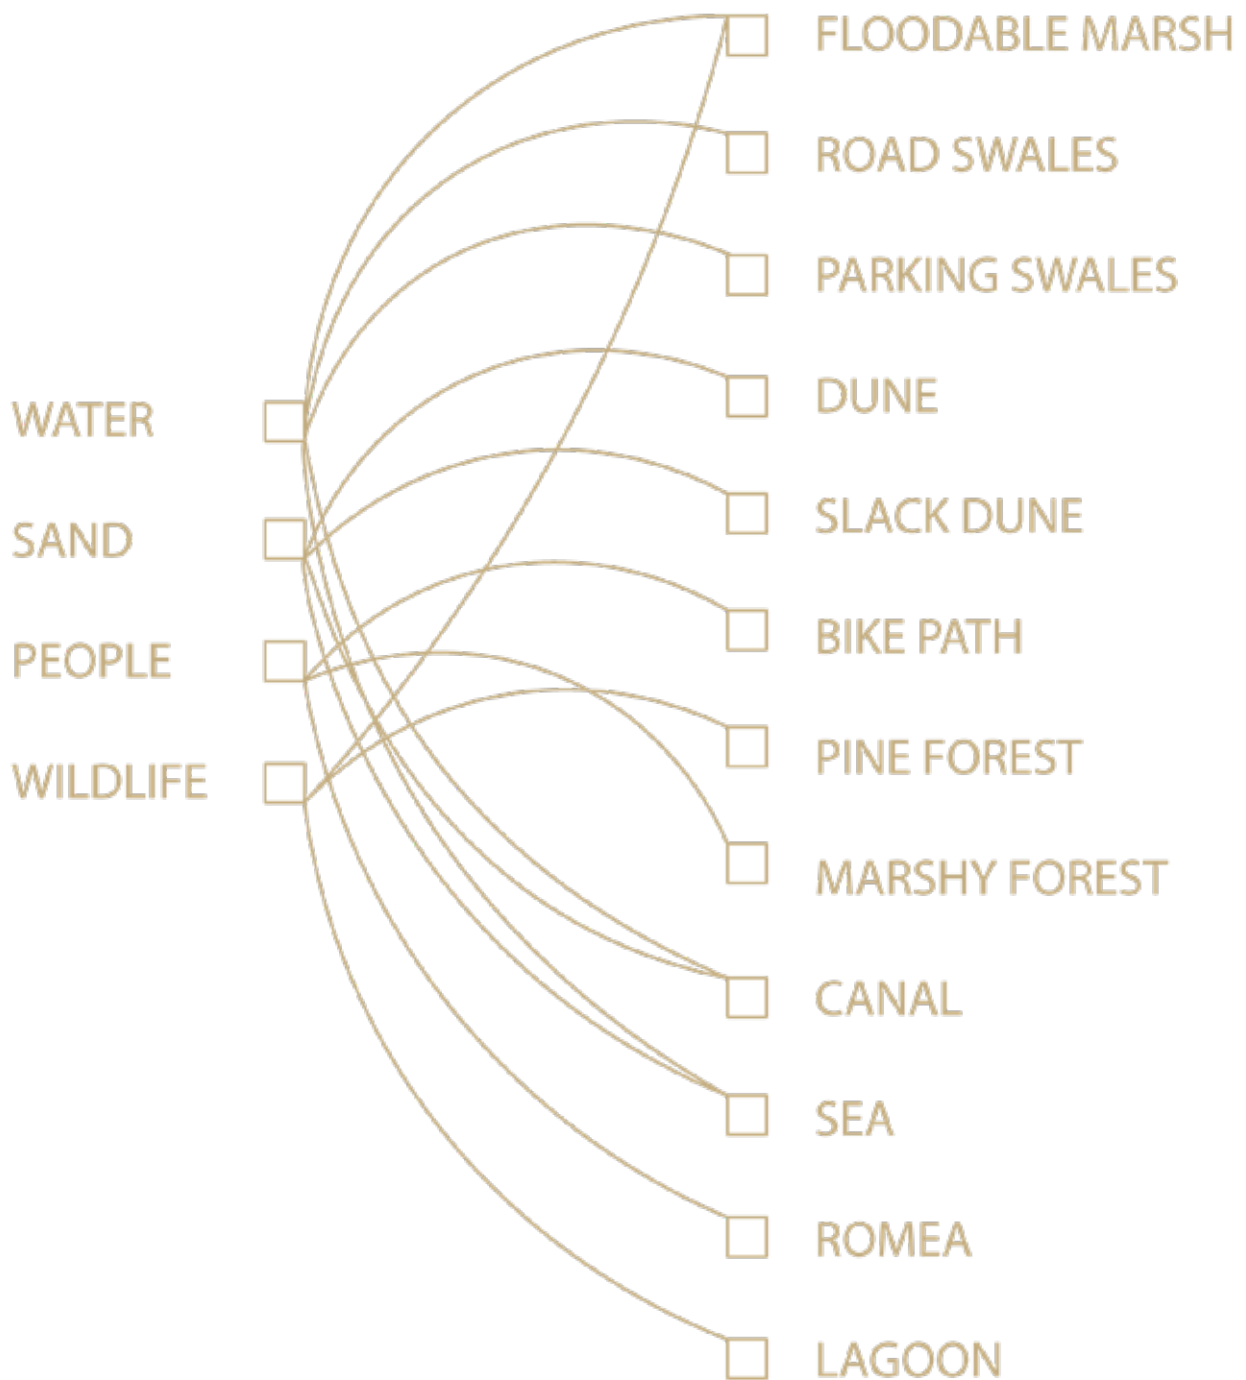 WATER
SAND
PEOPLE
WILDLIFE
FLOODABLE MARSH
ROAD SWALES
PARKING SWALES
DUNE
SLACK DUNE
BIKE PATH
PINE FOREST
MARSHY FOREST
CANAL
SEA
ROMEA
LAGOON